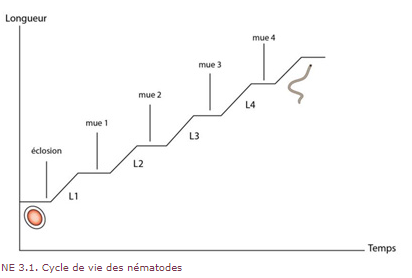 Longueur
mue 4
mue 3
mue 2
mue 1
éclosion
L4
L3
L2
L1
Temps
NE 3.1. Cycle de vie des nématodes